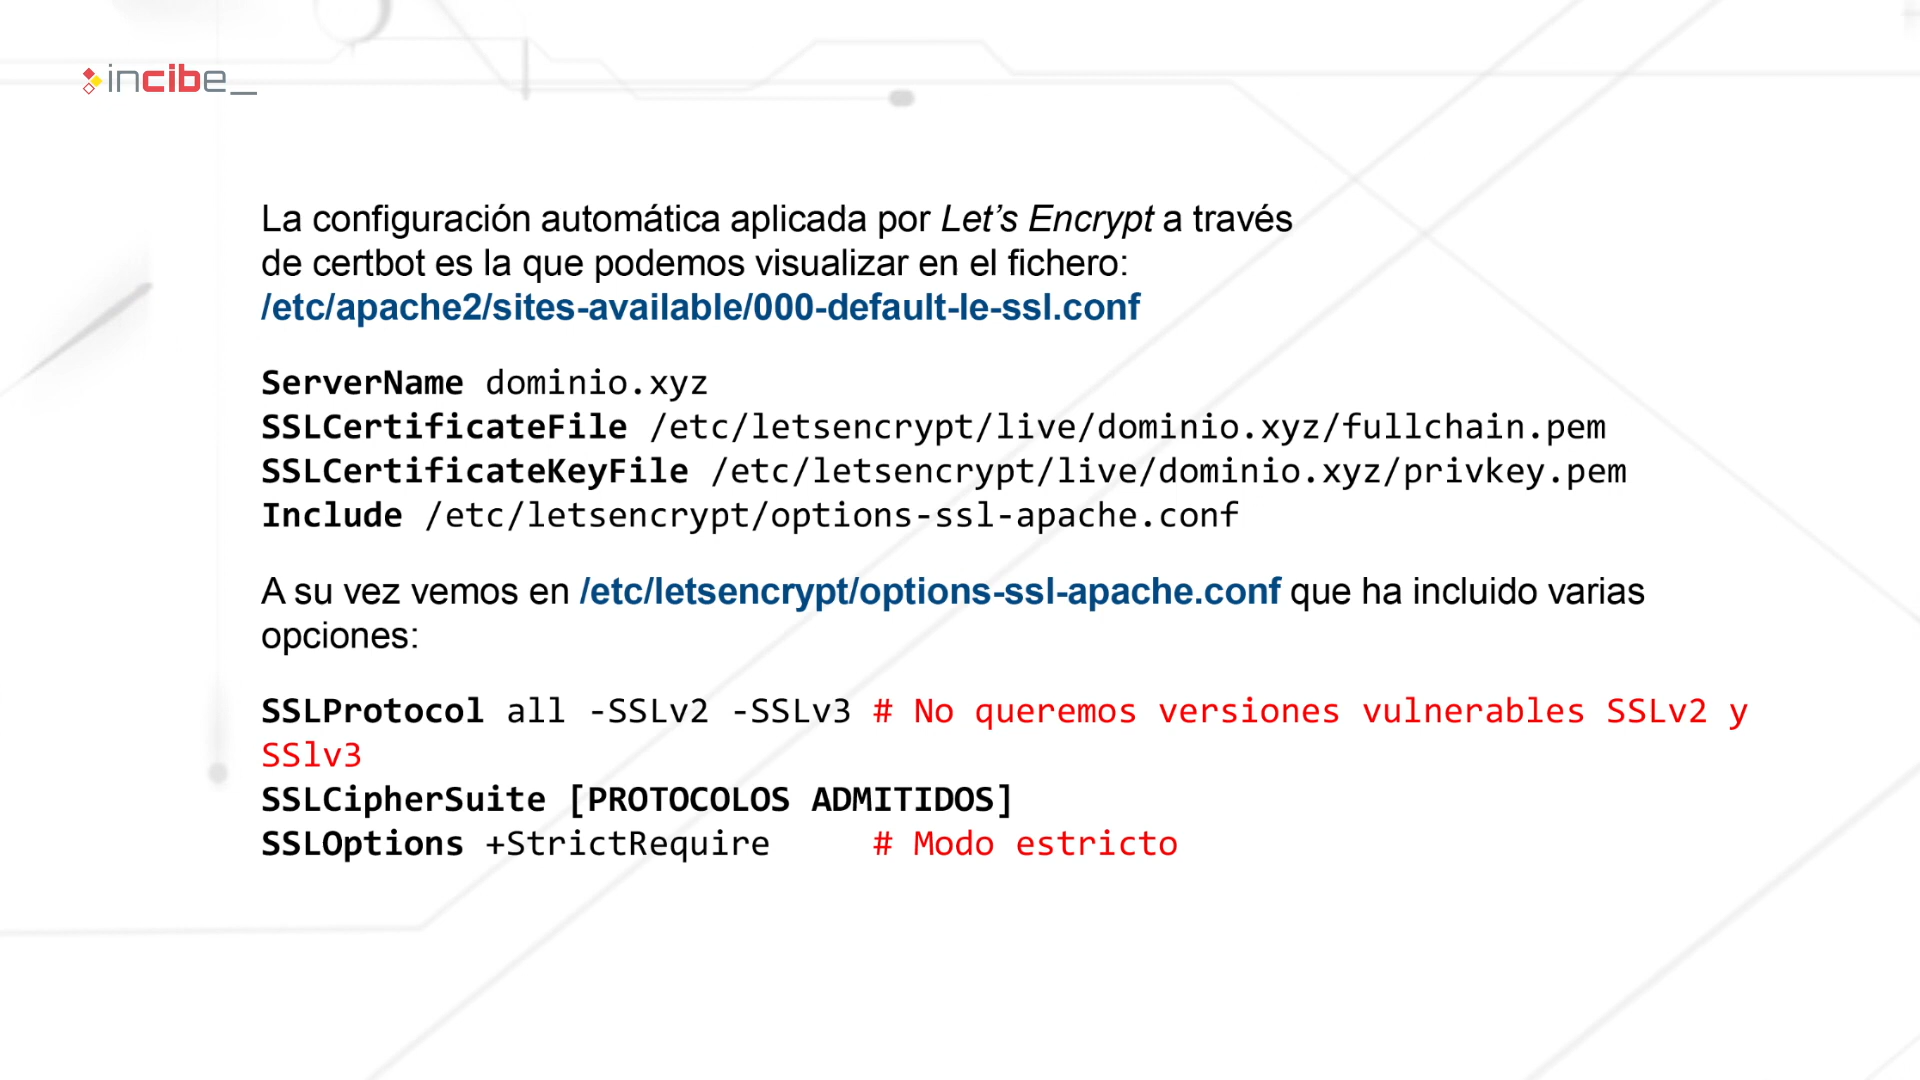 incibe_
La configuración automática aplicada por Let's Encrypt a través
de certbot es la que podemos visualizar en el fichero:
/etc/apache2/sites-available/000-default-le-ssl.conf
ServerName dominio.xyz
SSLCertificateFile /etc/letsencrypt/live/dominio.xyz/fullchain.pem
SSLCertificateKeyFile /etc/letsencrypt/live/dominio.xyz/privkey.pem
Include /etc/letsencrypt/options-ssl-apache.conf
A su vez vemos en /etc/letsencrypt/options-ssl-apache.conf que ha incluido varias
opciones:
SSLProtocol all -SSLv2 -SSLv3 # No queremos versiones vulnerables SSLv2 y
SSlv3
SSLCipherSuite [PROTOCOLOS ADMITIDOS]
SSLOptions +StrictRequire # Modo estricto